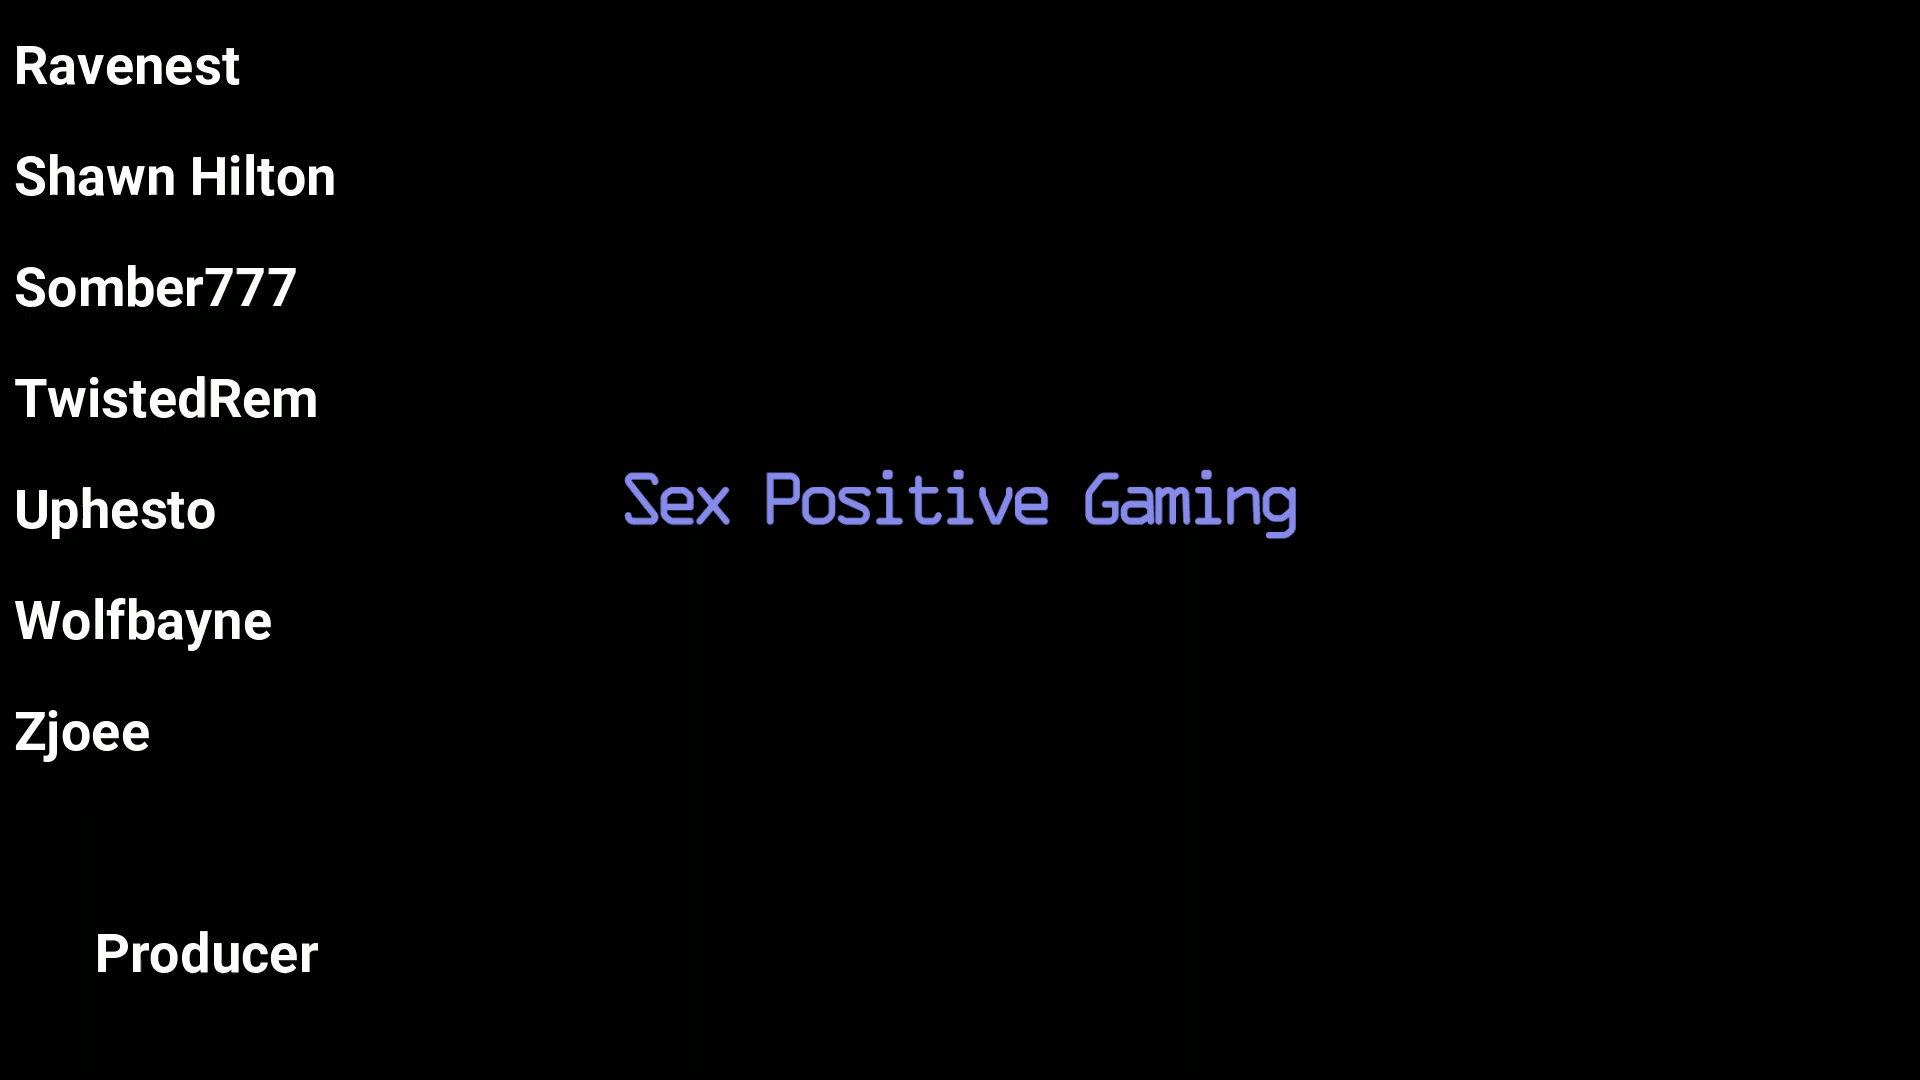 Ravenest
Shawn Hilton
Somber777
TwistedRem
Uphesto
Wolfbayne
Zjoee
Producer
Sex Positive Gaming